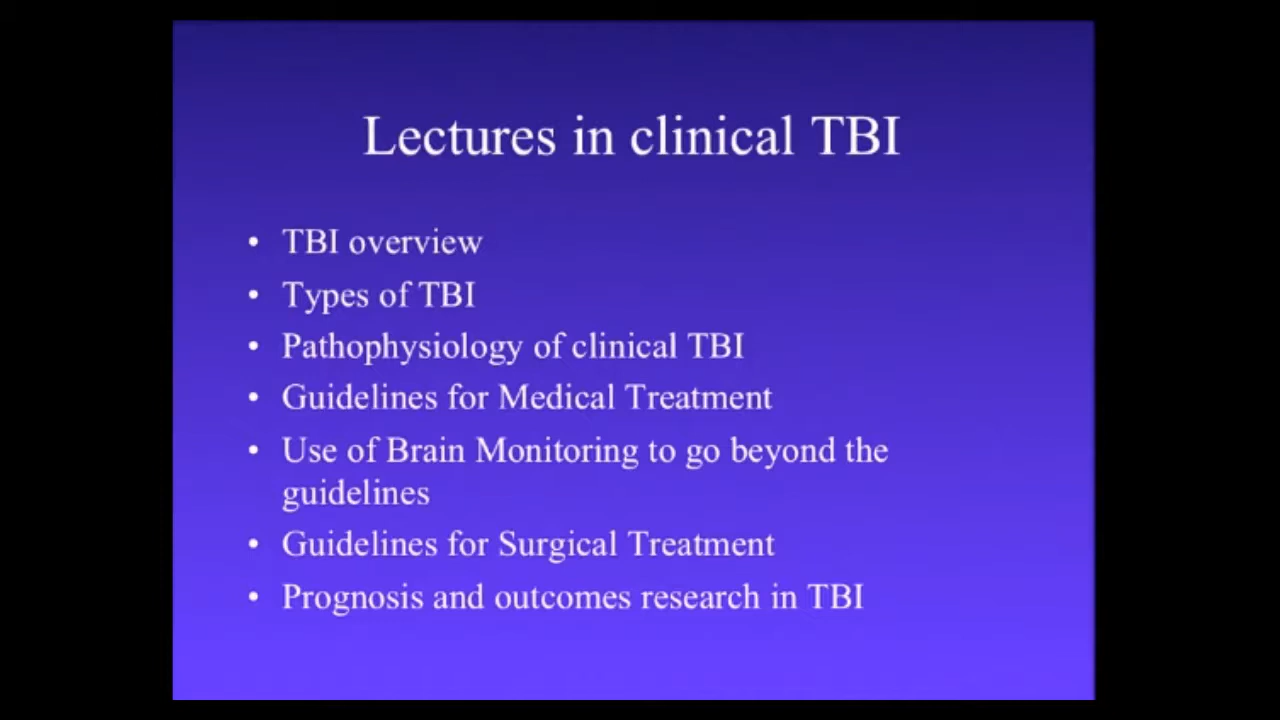 Lectures in clinical TBI
• TBI overview
• Types of TBI
• Pathophysiology of clinical TBI
• Guidelines for Medical Treatment
• Use of Brain Monitoring to go beyond the
guidelines
• Guidelines for Surgical Treatment
• Prognosis and outcomes research in TBI